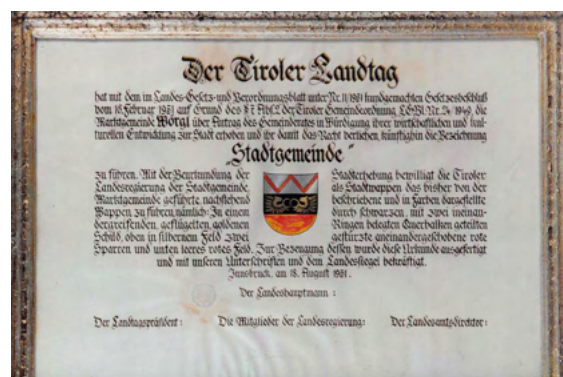 Der Tiroler Landtag
hat mit dem im Landes-Gesetz- und Verordnungsblatt unter Nr. 11/1951 kundgemachten Gesetzesbeschluß
vom 16. Februar 1951 auf Grund des § 7 Abs. 2 der Tiroler Gemeindeordnung LGBl. Nr. 24/1949, die
Marktgemeinde Wörgl über Antrag des Gemeinderates in Würdigung ihrer wirtschaftlichen und kul-
turellen Entwicklung zur Stadt erhoben und ihr damit das Recht verliehen, künftighin die Bezeichnung
„Stadtgemeinde“
zu führen. Mit der Beurkundung der Stadterhebung bewilligt die Tiroler
Landesregierung der Stadtgemeinde, als Stadtwappen das bisher von der
Marktgemeinde geführte, nachstehend beschriebene und in Farben dargestellte
Wappen zu führen, nämlich: In einem durch schwarzen, mit zwei ineinan-
dergreifenden, geflügelten, goldenen Ringen belegten Querbalken geteilten
Schild, oben in silbernem Feld zwei gestürzte aneinandergeschobene rote
Sparren und unten leeres rotes Feld. Zur Bezeugung dessen wurde diese Urkunde ausgefertigt
und mit unseren Unterschriften und dem Landessiegel bekräftigt.
Innsbruck, am 18. August 1951.
Der Landeshauptmann :
Der Landtagspräsident : Die Mitglieder der Landesregierung: Der Landesamtsdirektor :